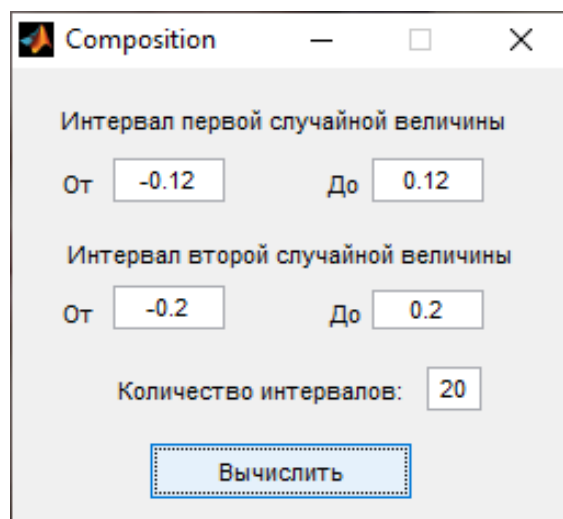 Composition
Интервал первой случайной величины
От -0.12 До 0.12
Интервал второй случайной величины
От -0.2 До 0.2
Количество интервалов: 20
Вычислить